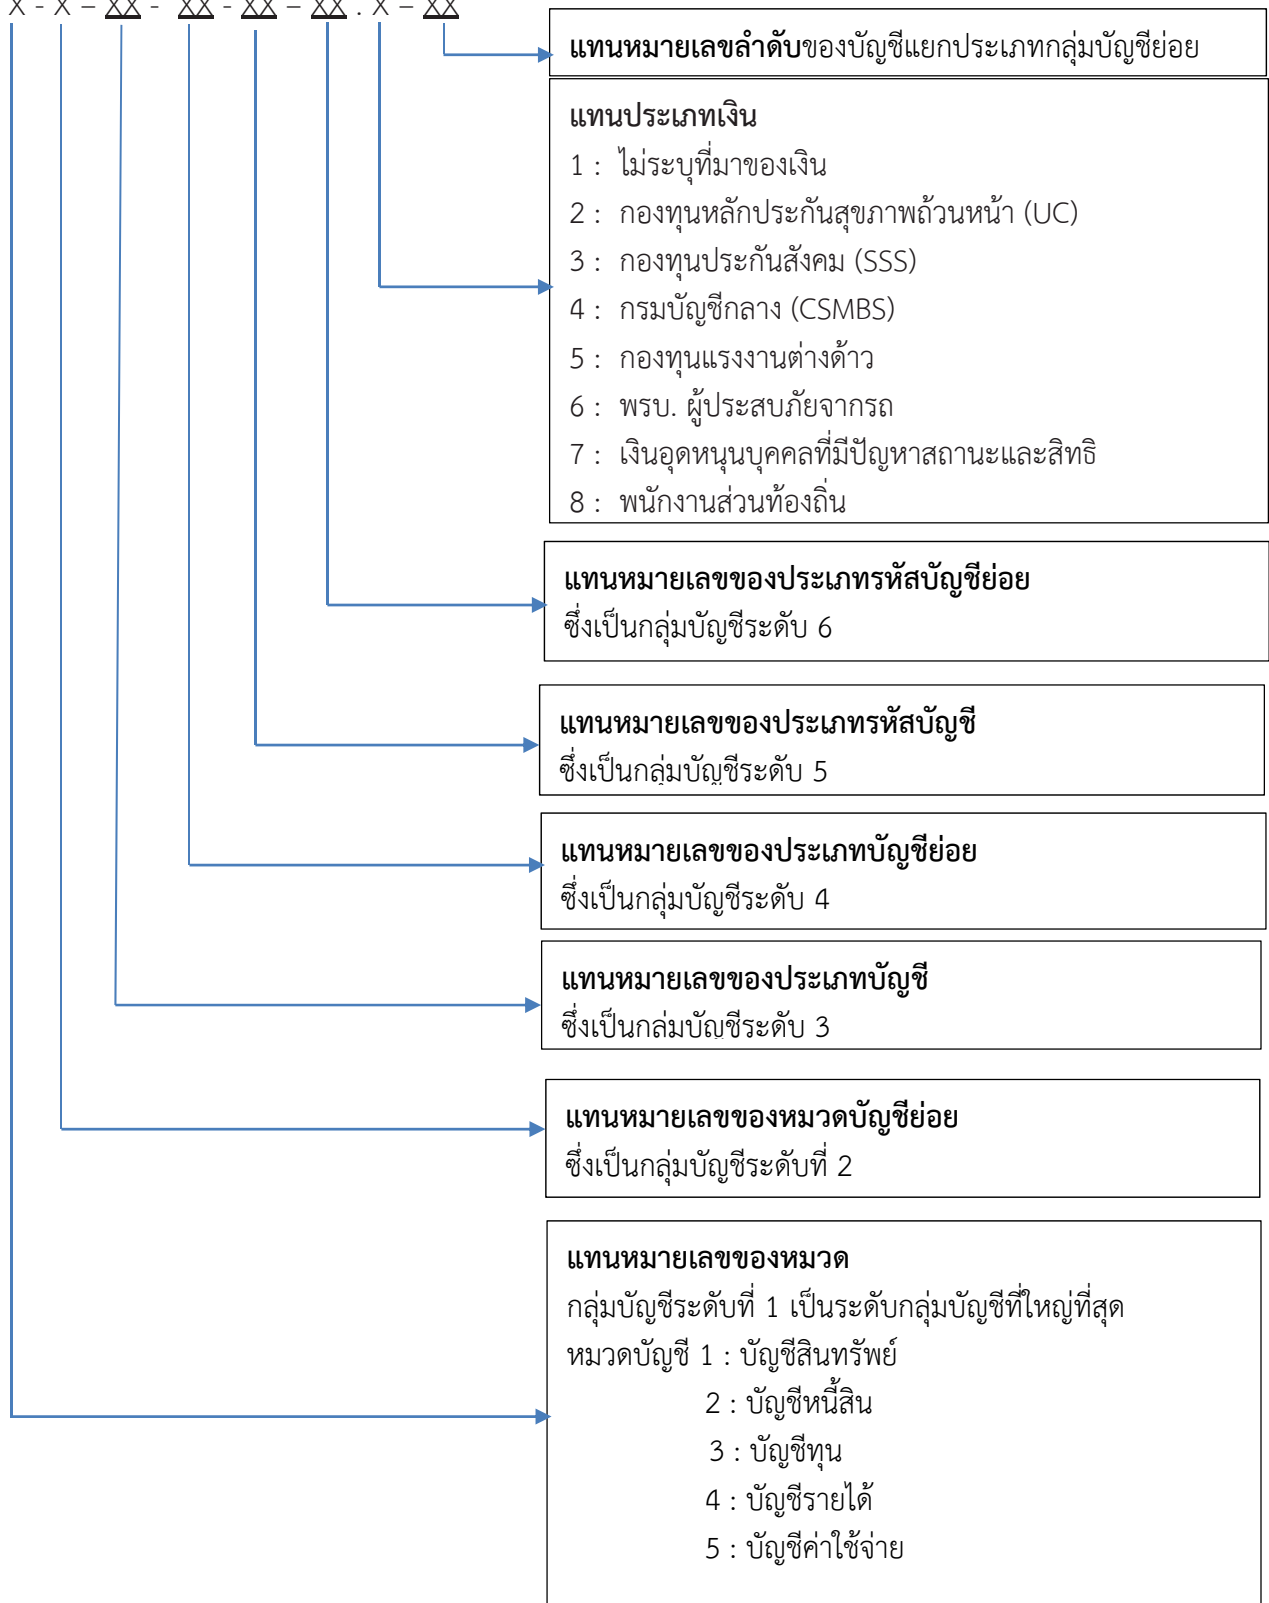 X - X – XX - XX - XX – XX . X – XX
แทนหมายเลขลำดับของบัญชีแยกประเภทกลุ่มบัญชีย่อย
แทนประเภทเงิน
1 : ไม่ระบุที่มาของเงิน
2 : กองทุนหลักประกันสุขภาพถ้วนหน้า (UC)
3 : กองทุนประกันสังคม (SSS)
4 : กรมบัญชีกลาง (CSMBS)
5 : กองทุนแรงงานต่างด้าว
6 : พรบ. ผู้ประสบภัยจากรถ
7 : เงินอุดหนุนบุคคลที่มีปัญหาสถานะและสิทธิ
8 : พนักงานส่วนท้องถิ่น
แทนหมายเลขของประเภทรหัสบัญชีย่อย
ซึ่งเป็นกลุ่มบัญชีระดับ 6
แทนหมายเลขของประเภทรหัสบัญชี
ซึ่งเป็นกลุ่มบัญชีระดับ 5
แทนหมายเลขของประเภทบัญชีย่อย
ซึ่งเป็นกลุ่มบัญชีระดับ 4
แทนหมายเลขของประเภทบัญชี
ซึ่งเป็นกลุ่มบัญชีระดับ 3
แทนหมายเลขของหมวดบัญชีย่อย
ซึ่งเป็นกลุ่มบัญชีระดับที่ 2
แทนหมายเลขของหมวด
กลุ่มบัญชีระดับที่ 1 เป็นระดับกลุ่มบัญชีที่ใหญ่ที่สุด
หมวดบัญชี 1 : บัญชีสินทรัพย์
2 : บัญชีหนี้สิน
3 : บัญชีทุน
4 : บัญชีรายได้
5 : บัญชีค่าใช้จ่าย